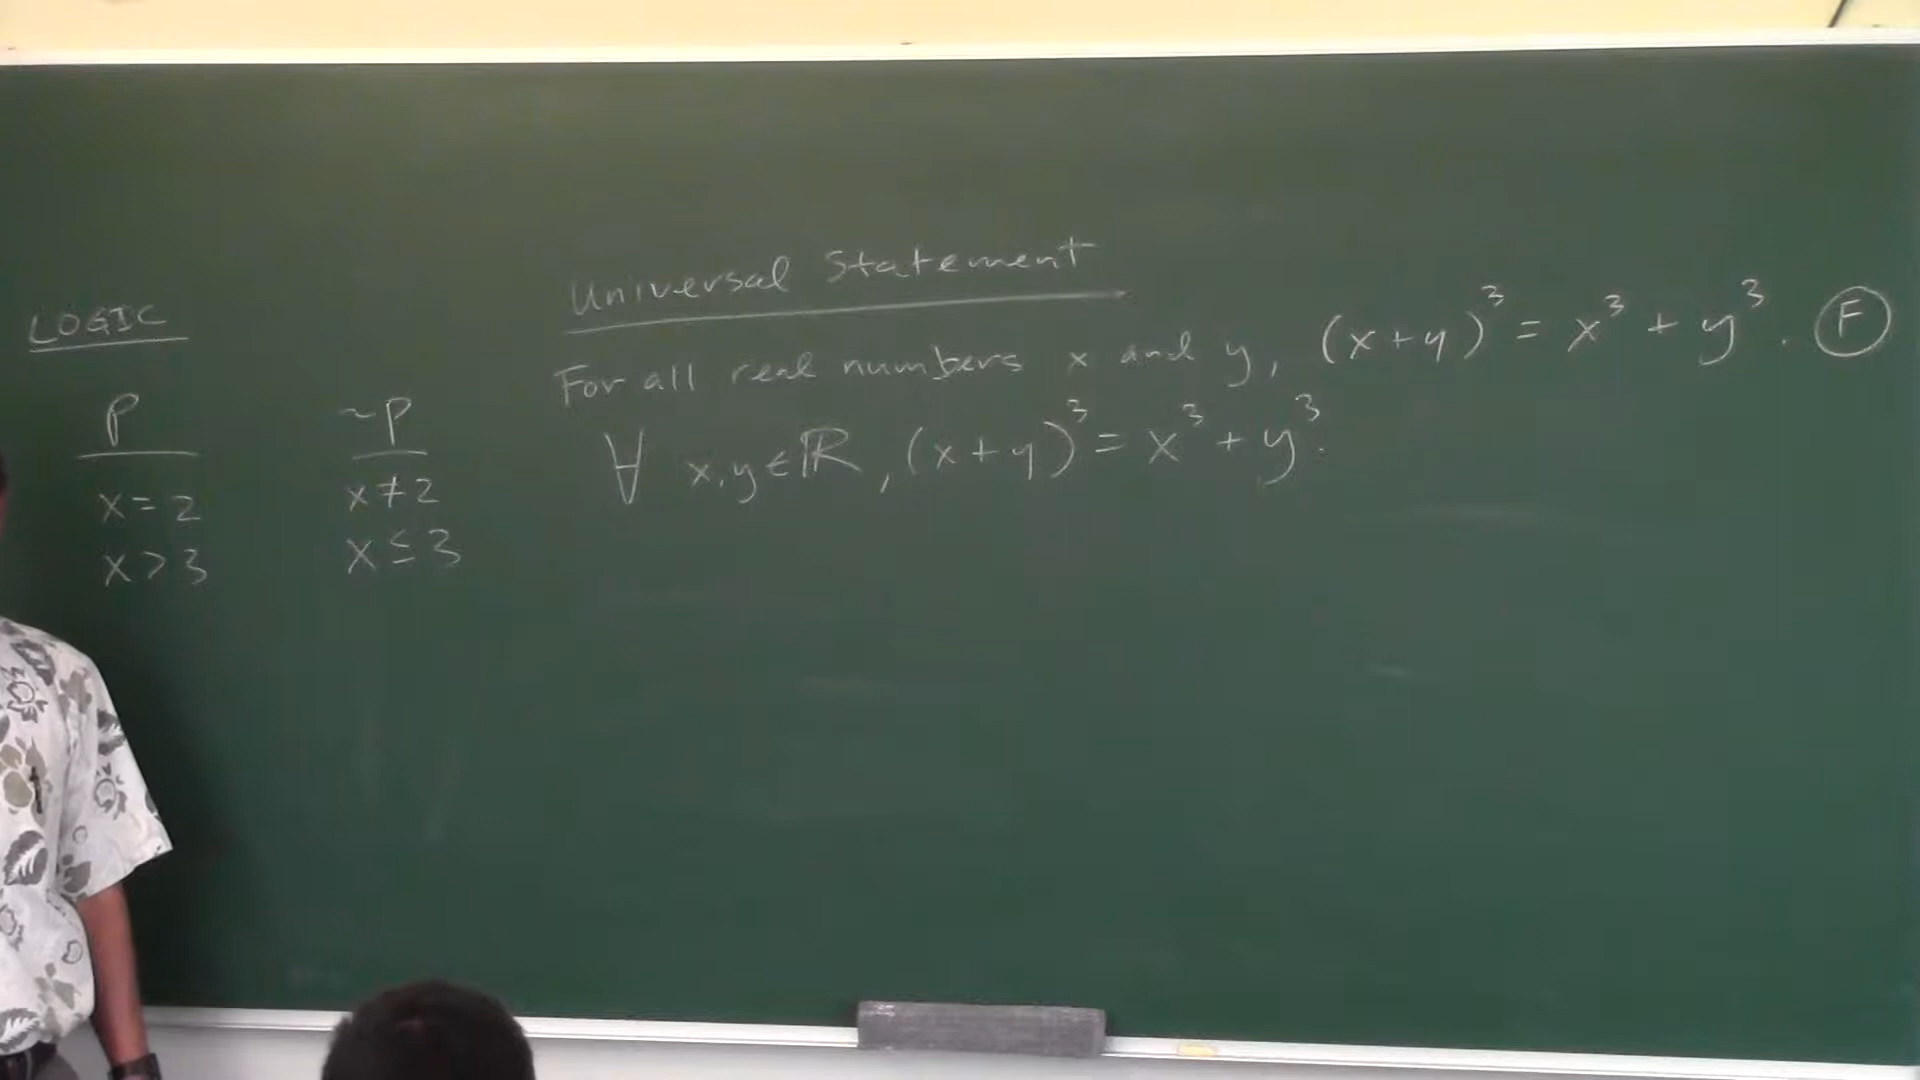 LOGIC
P ~P
x = 2 x ≠ 2
x > 3 x ≤ 3
Universal Statement
For all real numbers x and y, (x+y)³ = x³ + y³. F
∀ x,y ∈ ℝ, (x+y)³ = x³ + y³.